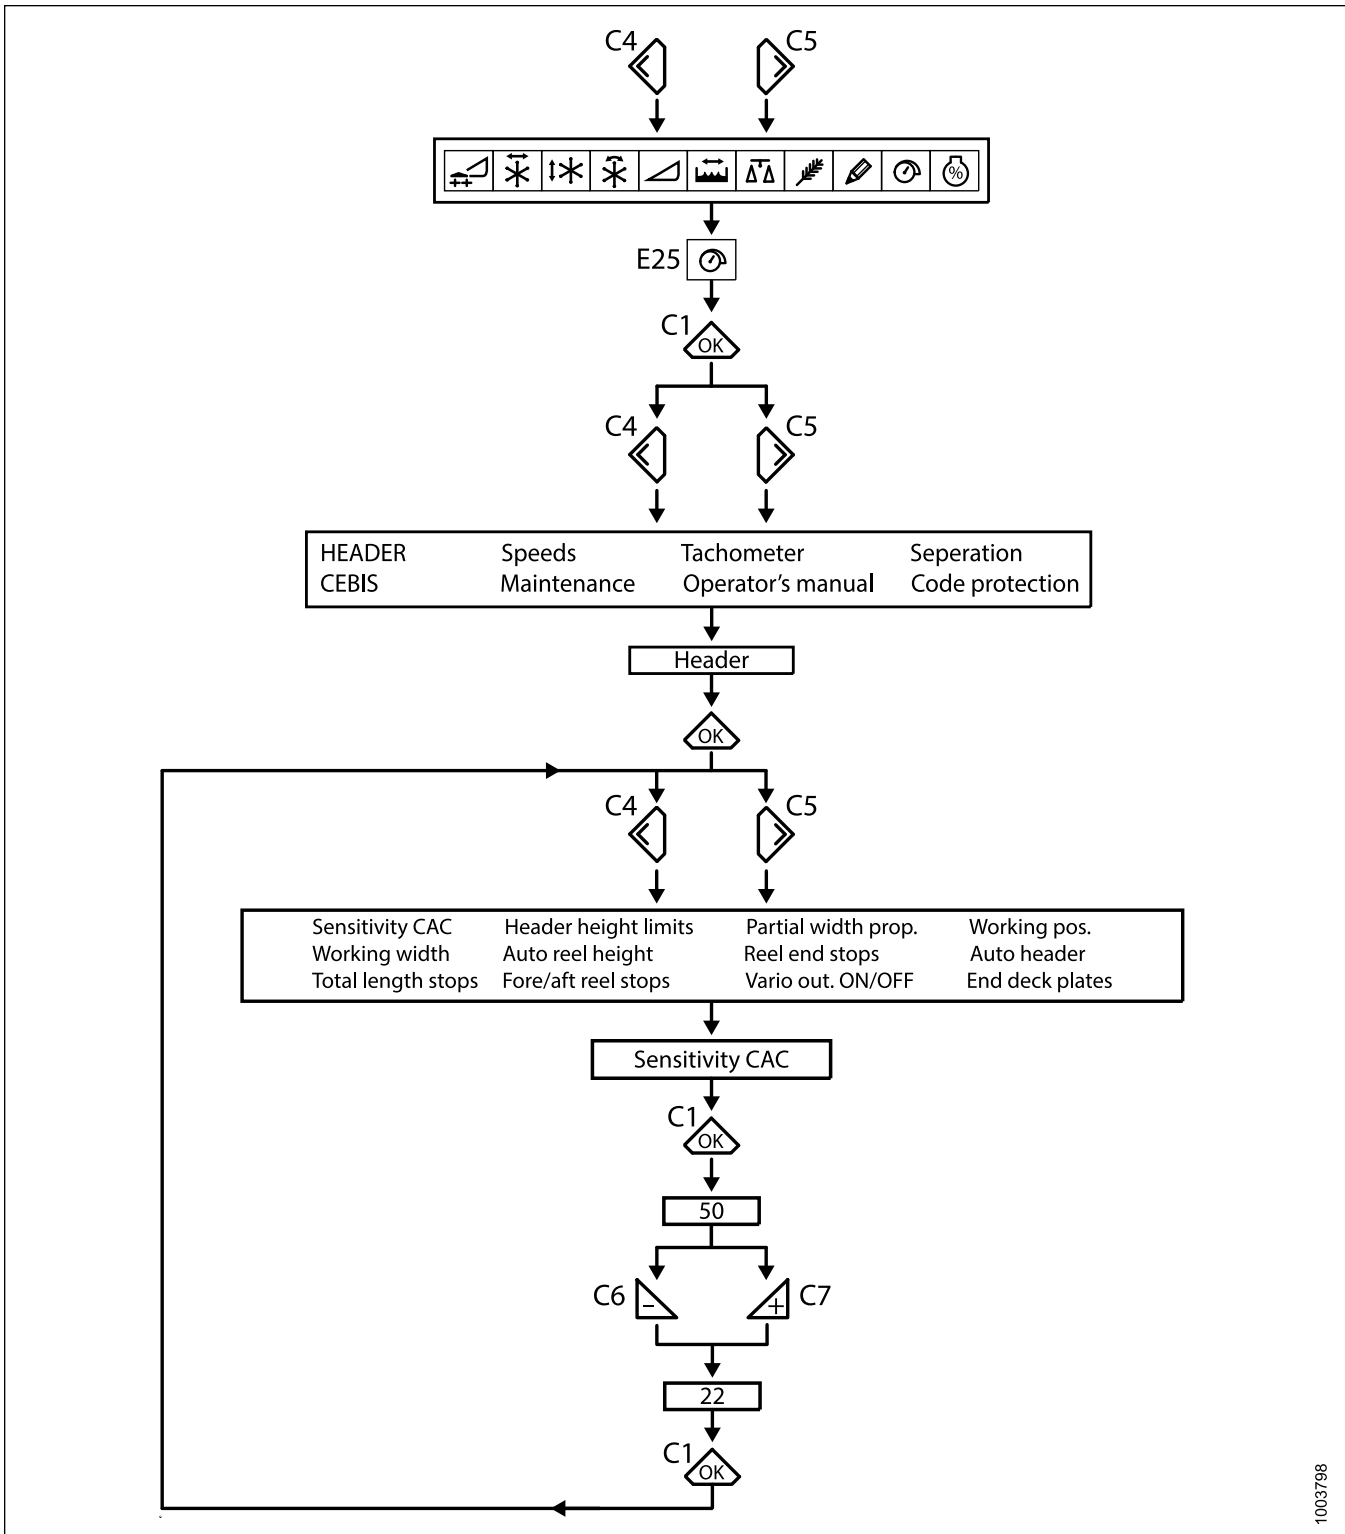 C4 C5
%
E25
C1
OK
C4 C5
HEADER Speeds Tachometer Seperation
CEBIS Maintenance Operator's manual Code protection
Header
OK
C4 C5
Sensitivity CAC Header height limits Partial width prop. Working pos.
Working width Auto reel height Reel end stops Auto header
Total length stops Fore/aft reel stops Vario out. ON/OFF End deck plates
Sensitivity CAC
C1
OK
50
C6 - + C7
22
C1
OK
1003798